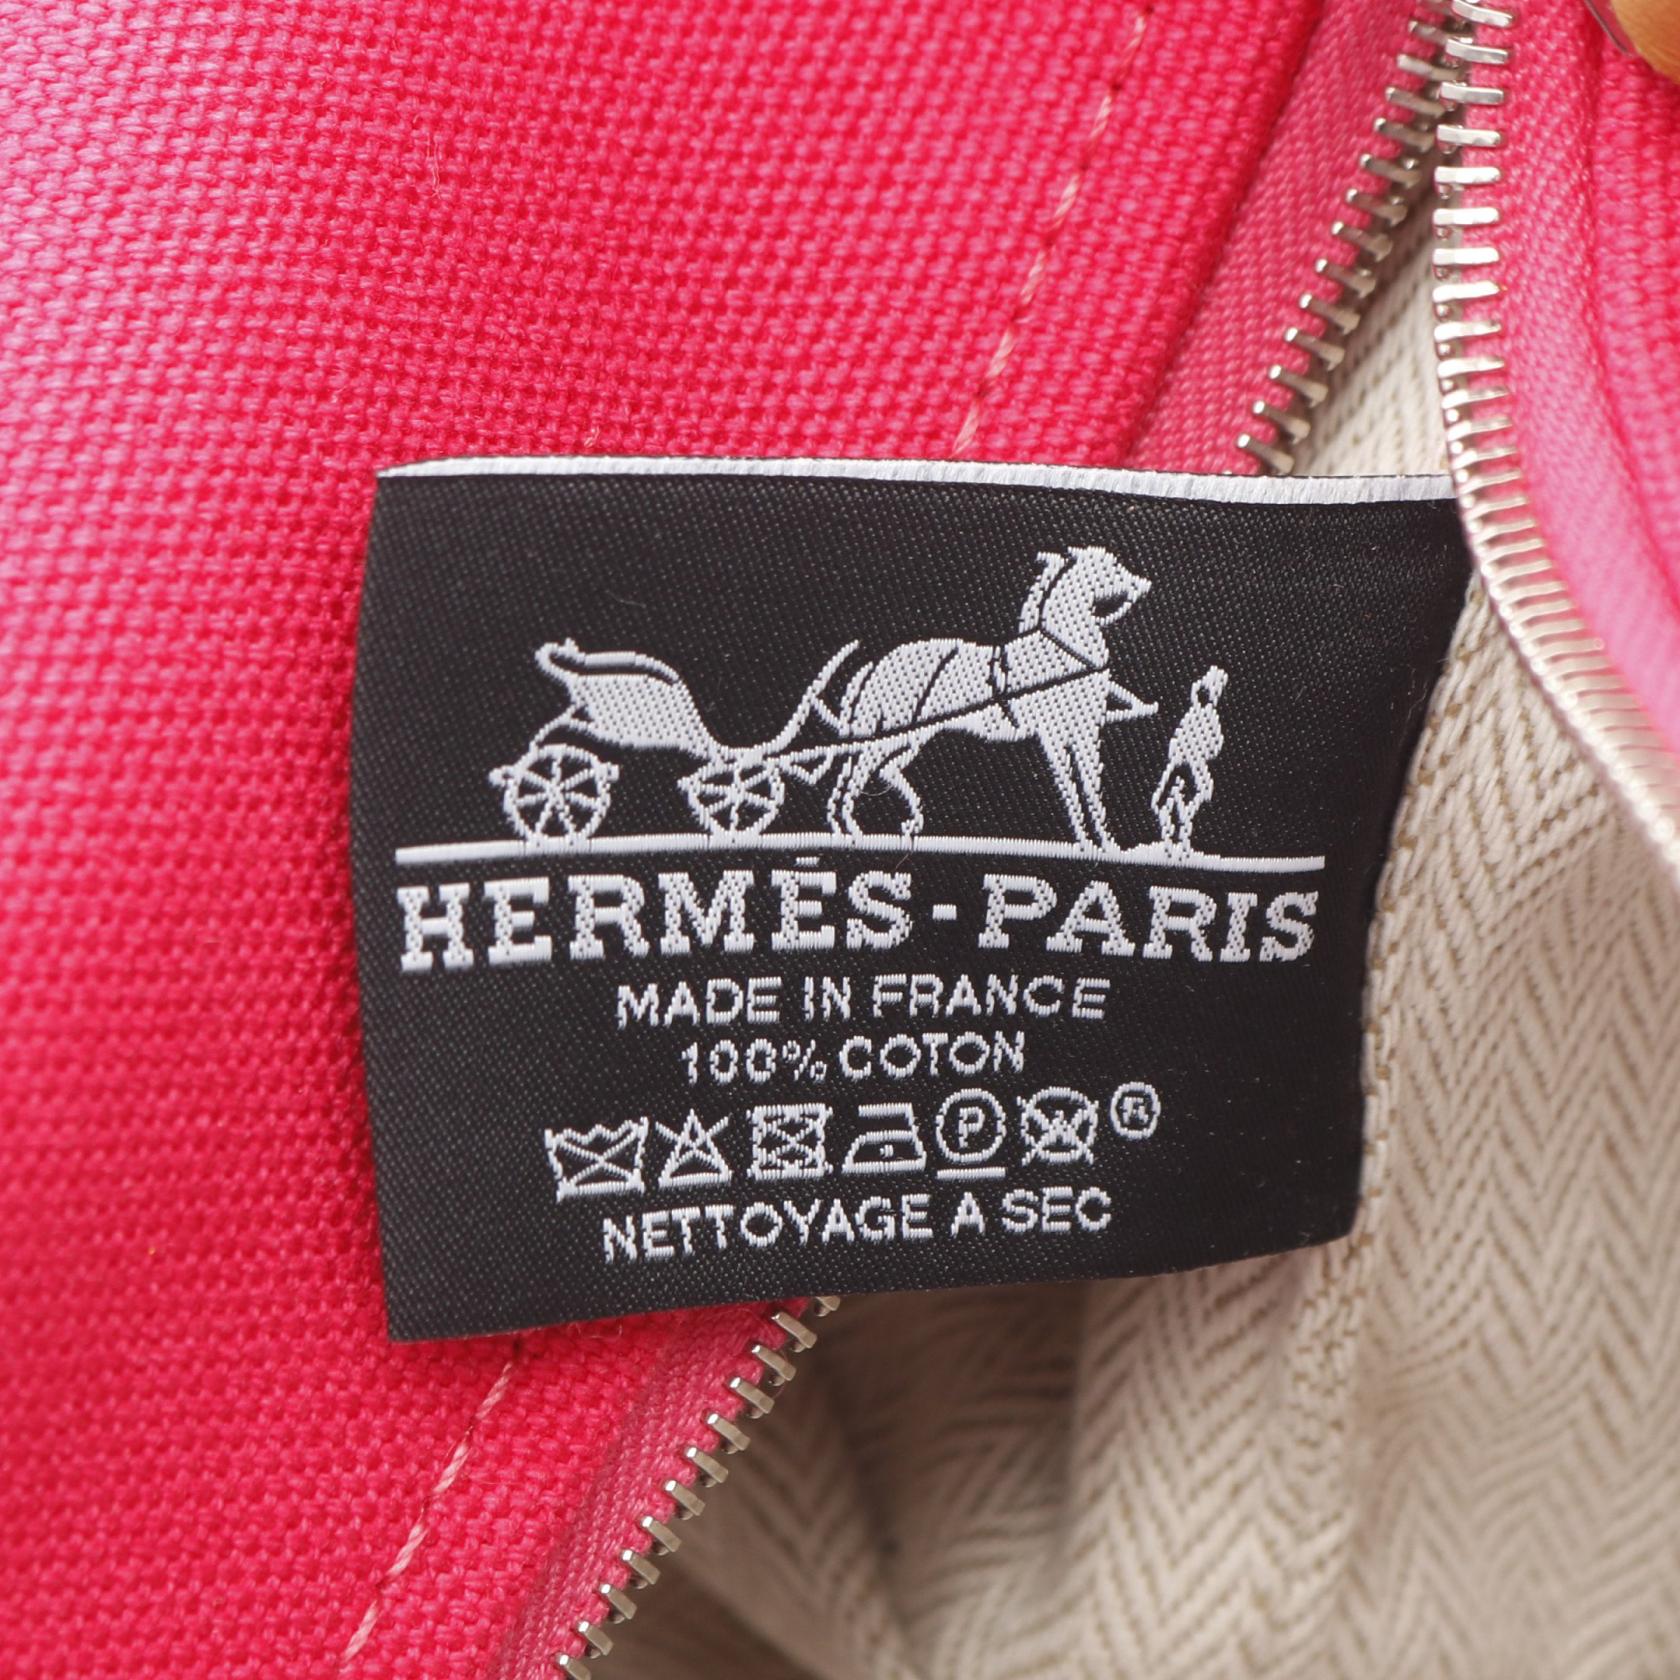 HERMÈS-PARIS
MADE IN FRANCE
100% COTON
P W ®
NETTOYAGE A SEC